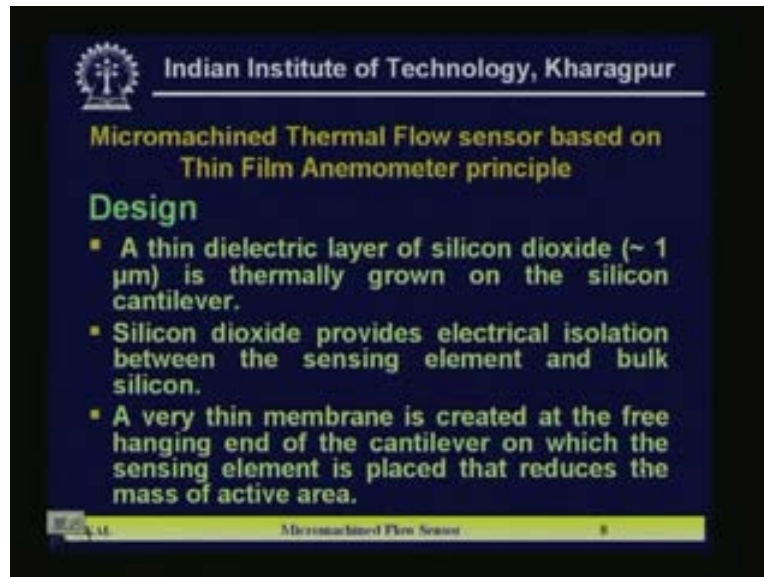 Indian Institute of Technology, Kharagpur
Micromachined Thermal Flow sensor based on
Thin Film Anemometer principle
Design
▪ A thin dielectric layer of silicon dioxide (~ 1
µm) is thermally grown on the silicon
cantilever.
▪ Silicon dioxide provides electrical isolation
between the sensing element and bulk
silicon.
▪ A very thin membrane is created at the free
hanging end of the cantilever on which the
sensing element is placed that reduces the
mass of active area.
Micromachined Flow Sensor 8